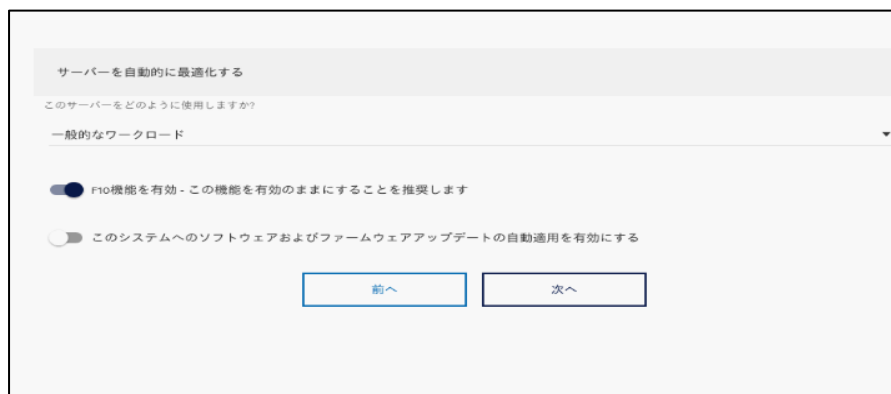 サーバーを自動的に最適化する
このサーバーをどのように使用しますか?
一般的なワークロード
F10機能を有効 - この機能を有効のままにすることを推奨します
このシステムへのソフトウェアおよびファームウェアアップデートの自動適用を有効にする
前へ
次へ